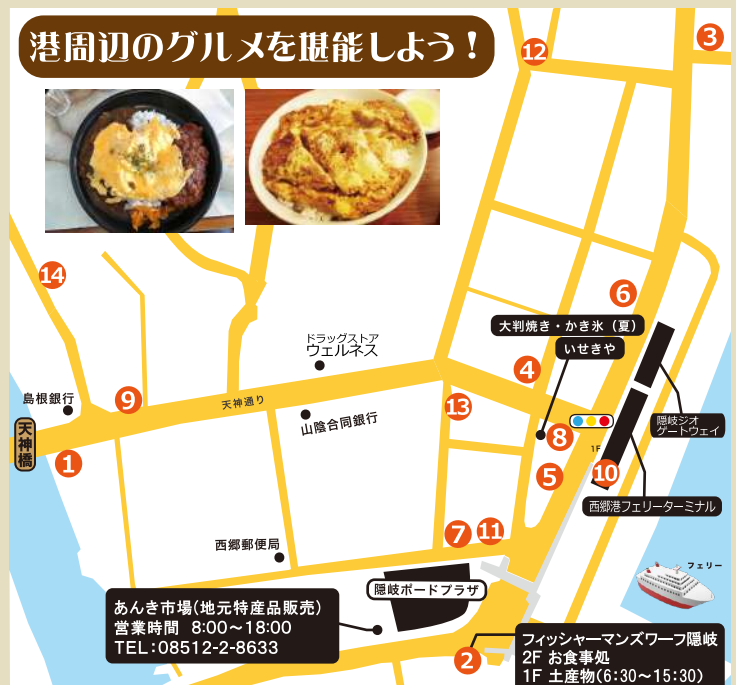 港周辺のグルメを堪能しよう！
12
3
14
6
大判焼き・かき氷（夏）
いせきや
ドラッグストア
ウェルネス
4
島根銀行
9
天神通り
13
山陰合同銀行
隠岐ジオ
ゲートウェイ
天神橋
1
8
1F
5
10
西郷港フェリーターミナル
7
11
西郷郵便局
フェリー
隠岐ポードプラザ
あんき市場(地元特産品販売)
営業時間 8:00～18:00
TEL:08512-2-8633
2
フィッシャーマンズワーフ隠岐
2F お食事処
1F 土産物(6:30～15:30)